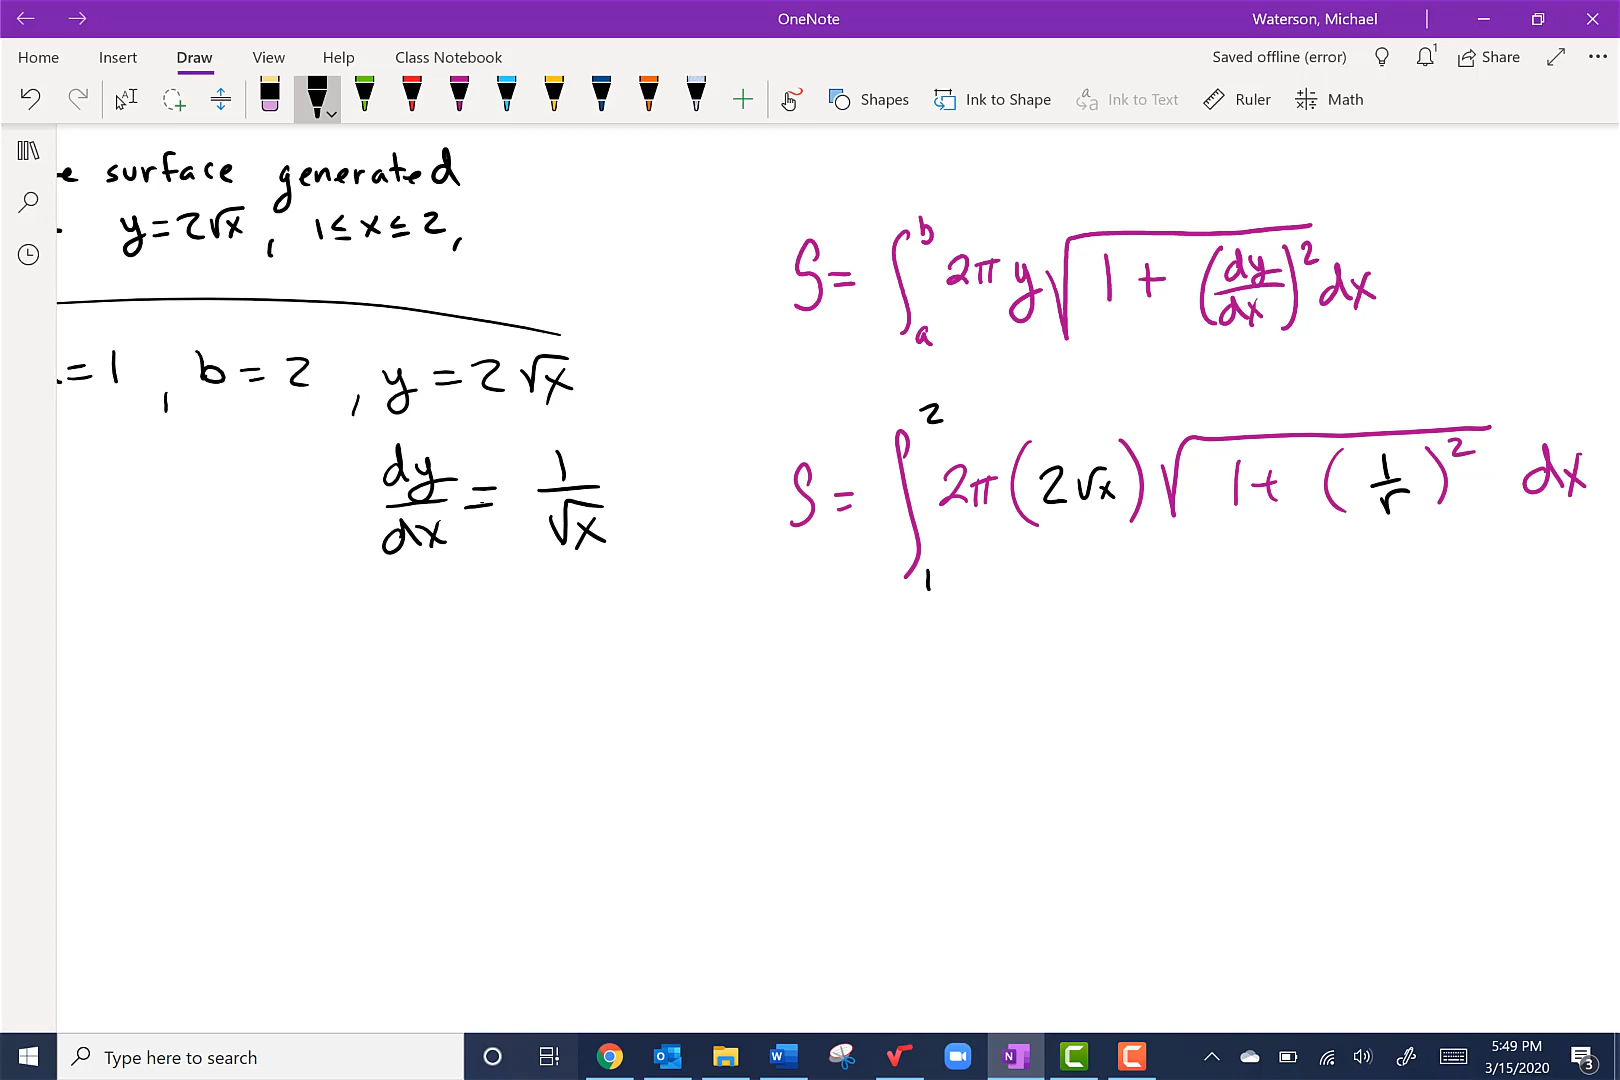 OneNote
Waterson, Michael
Home Insert Draw View Help Class Notebook
Saved offline (error) 1 Share
Shapes Ink to Shape Ink to Text Ruler Math
e surface generated
y = 2√x, 1 ≤ x ≤ 2,
= 1, b = 2, y = 2√x
dy/dx = 1/√x
S = ∫_a^b 2π y √(1 + (dy/dx)²) dx
S = ∫_1^2 2π (2√x) √(1 + (1/r)²) dx
Type here to search
5:49 PM
3/15/2020
3